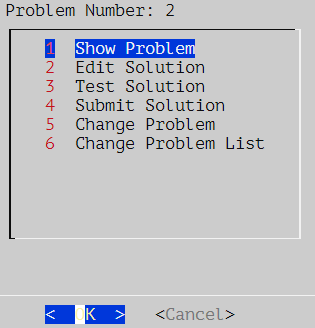 Problem Number: 2
1 Show Problem
2 Edit Solution
3 Test Solution
4 Submit Solution
5 Change Problem
6 Change Problem List
< OK > <Cancel>